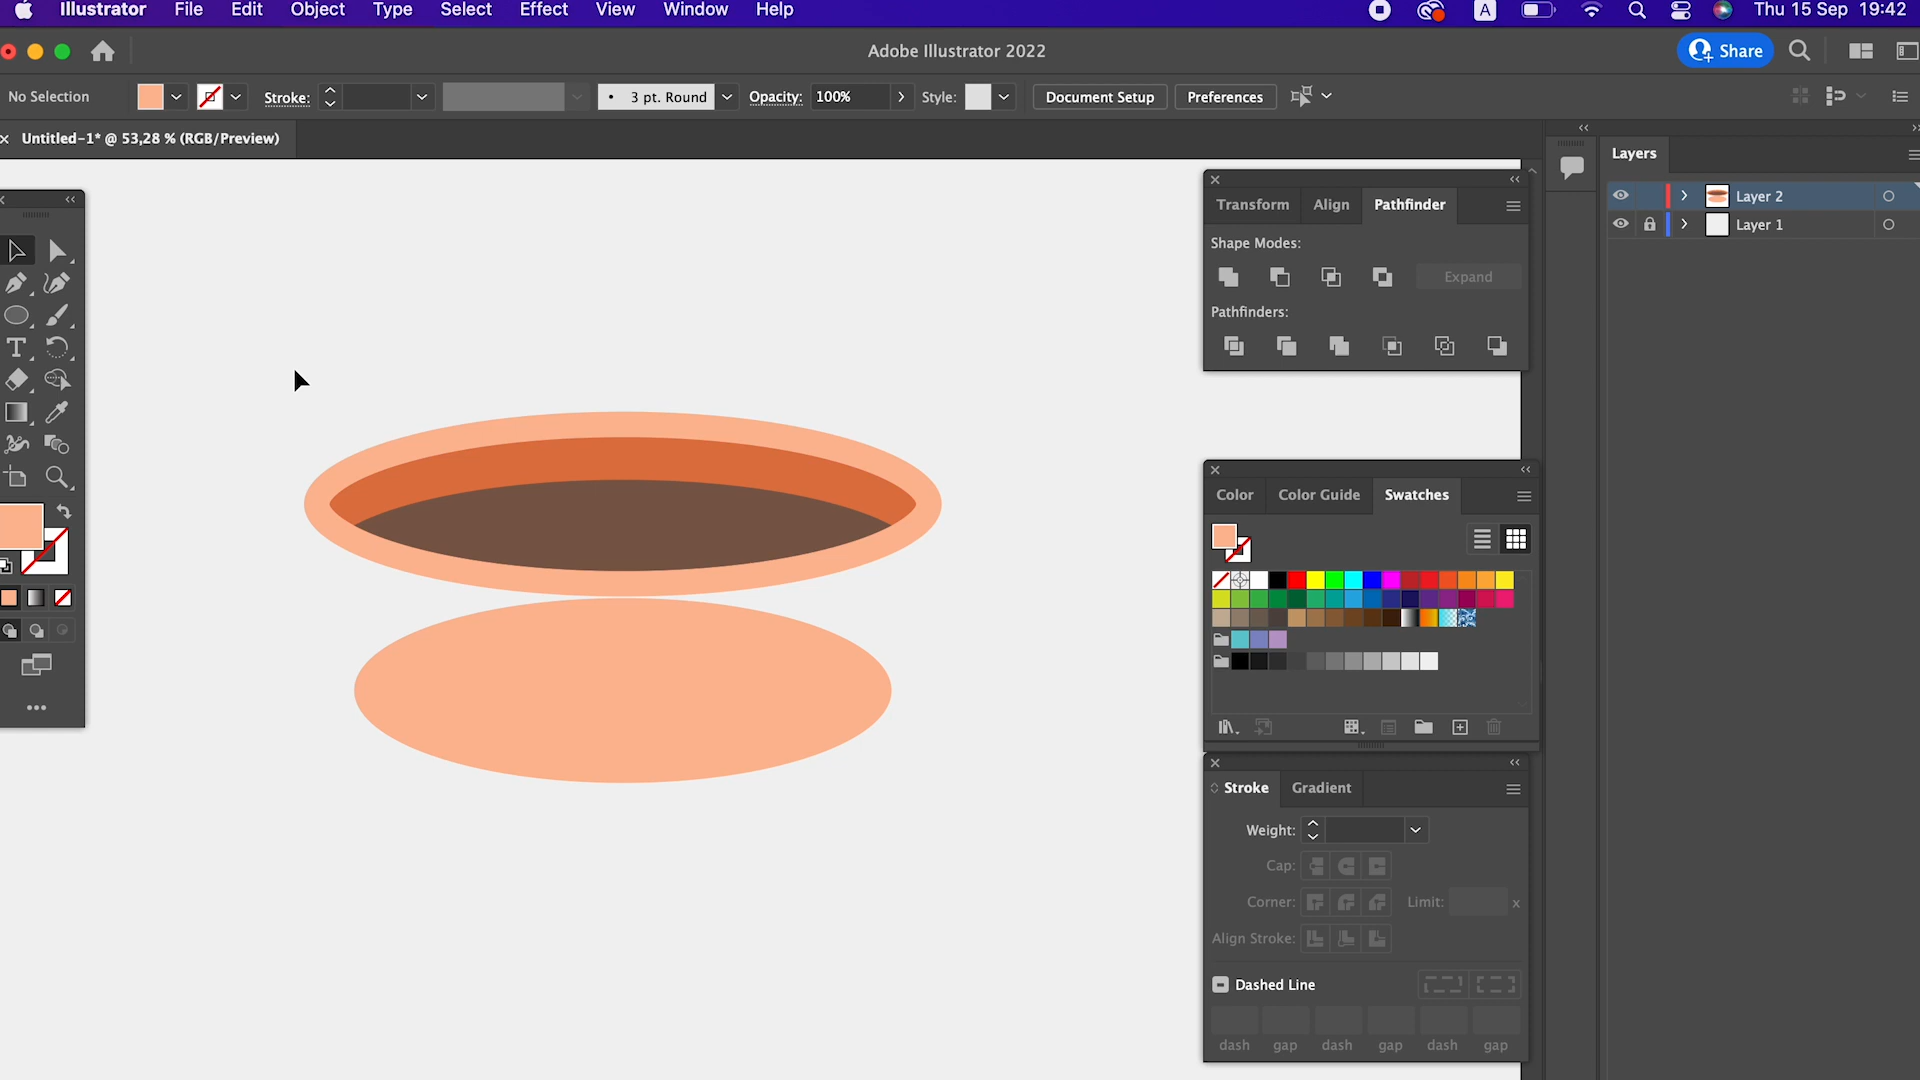 Illustrator File Edit Object Type Select Effect View Window Help A Thu 15 Sep 19:42
Adobe Illustrator 2022 Share
No Selection Stroke: 3 pt. Round Opacity: 100% Style: Document Setup Preferences
Untitled-1* @ 53,28 % (RGB/Preview)
Layers
Layer 2
Layer 1
Transform Align Pathfinder
Shape Modes:
Expand
Pathfinders:
Color Color Guide Swatches
Stroke Gradient
Weight:
Cap:
Corner: Limit: x
Align Stroke:
Dashed Line
dash gap dash gap dash gap